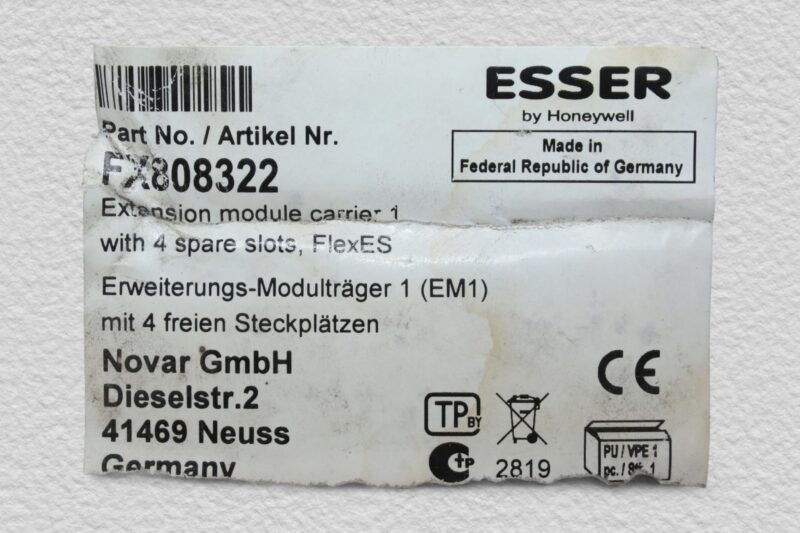 ESSER
by Honeywell
Made in
Federal Republic of Germany
Part No. / Artikel Nr.
FX808322
Extension module carrier 1
with 4 spare slots, FlexES
Erweiterungs-Modulträger 1 (EM1)
mit 4 freien Steckplätzen
Novar GmbH
Dieselstr.2
41469 Neuss
Germany
CE
TP BY
2819
PU / VPE 1
pc. / 1